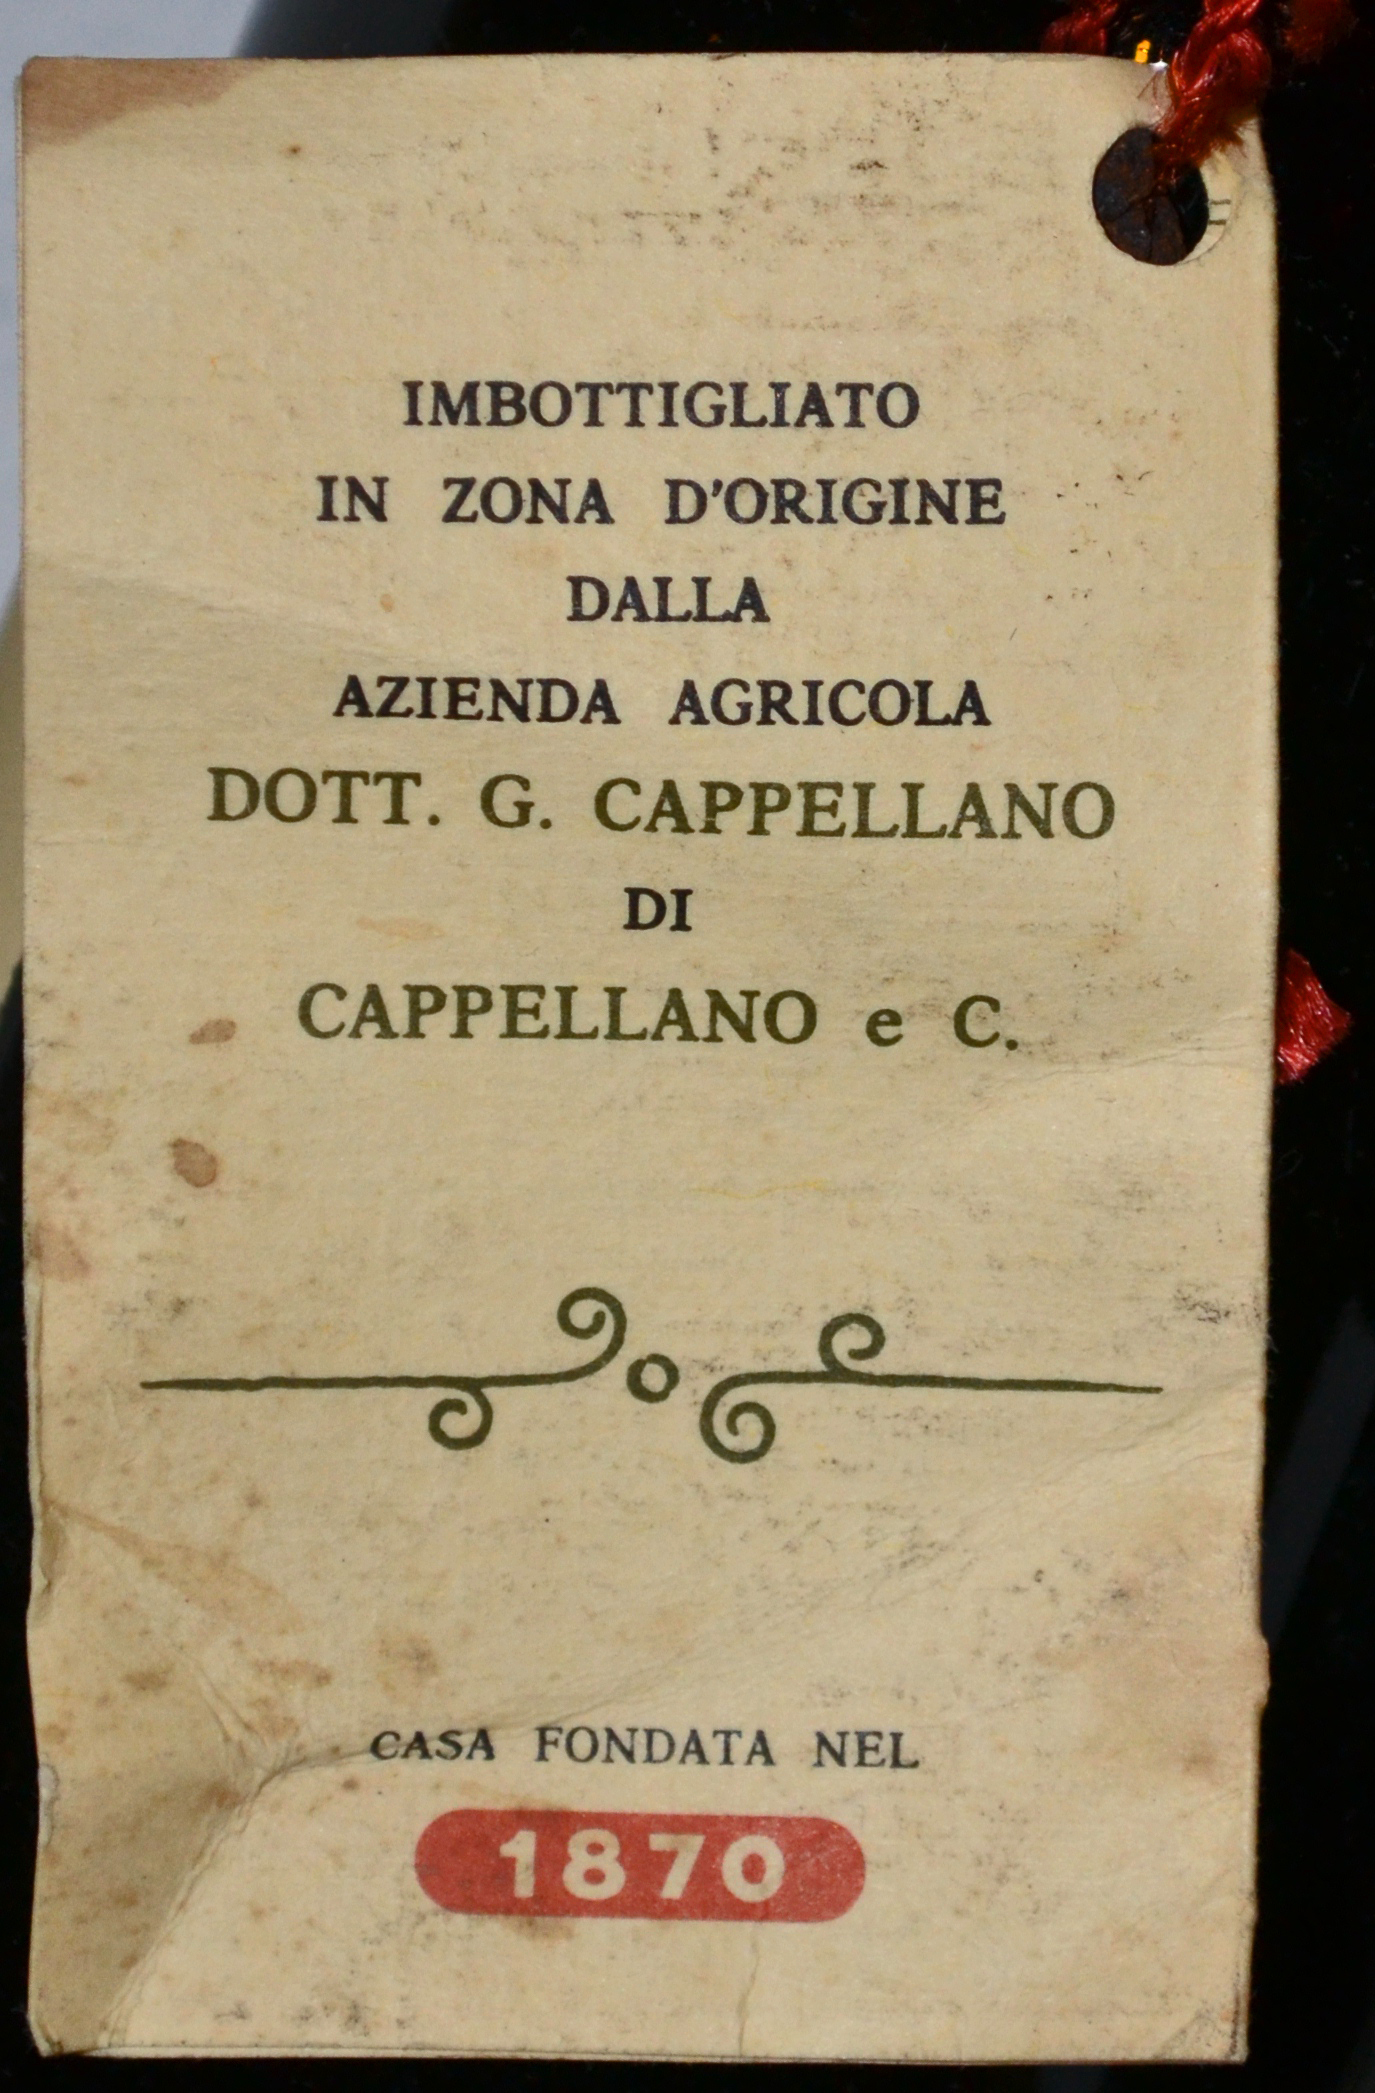 IMBOTTIGLIATO
IN ZONA D'ORIGINE
DALLA
AZIENDA AGRICOLA
DOTT. G. CAPPELLANO
DI
CAPPELLANO e C.
CASA FONDATA NEL
1870